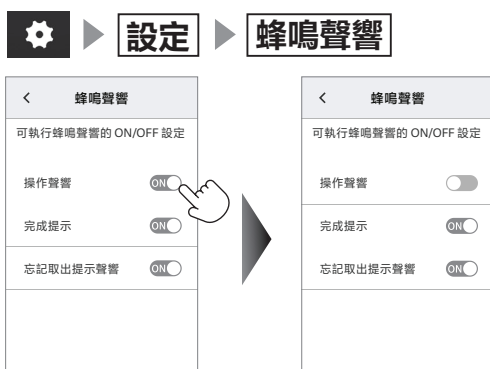 設定 蜂鳴聲響
蜂鳴聲響
可執行蜂鳴聲響的 ON/OFF 設定
操作聲響 ON
完成提示 ON
忘記取出提示聲響 ON
蜂鳴聲響
可執行蜂鳴聲響的 ON/OFF 設定
操作聲響
完成提示 ON
忘記取出提示聲響 ON